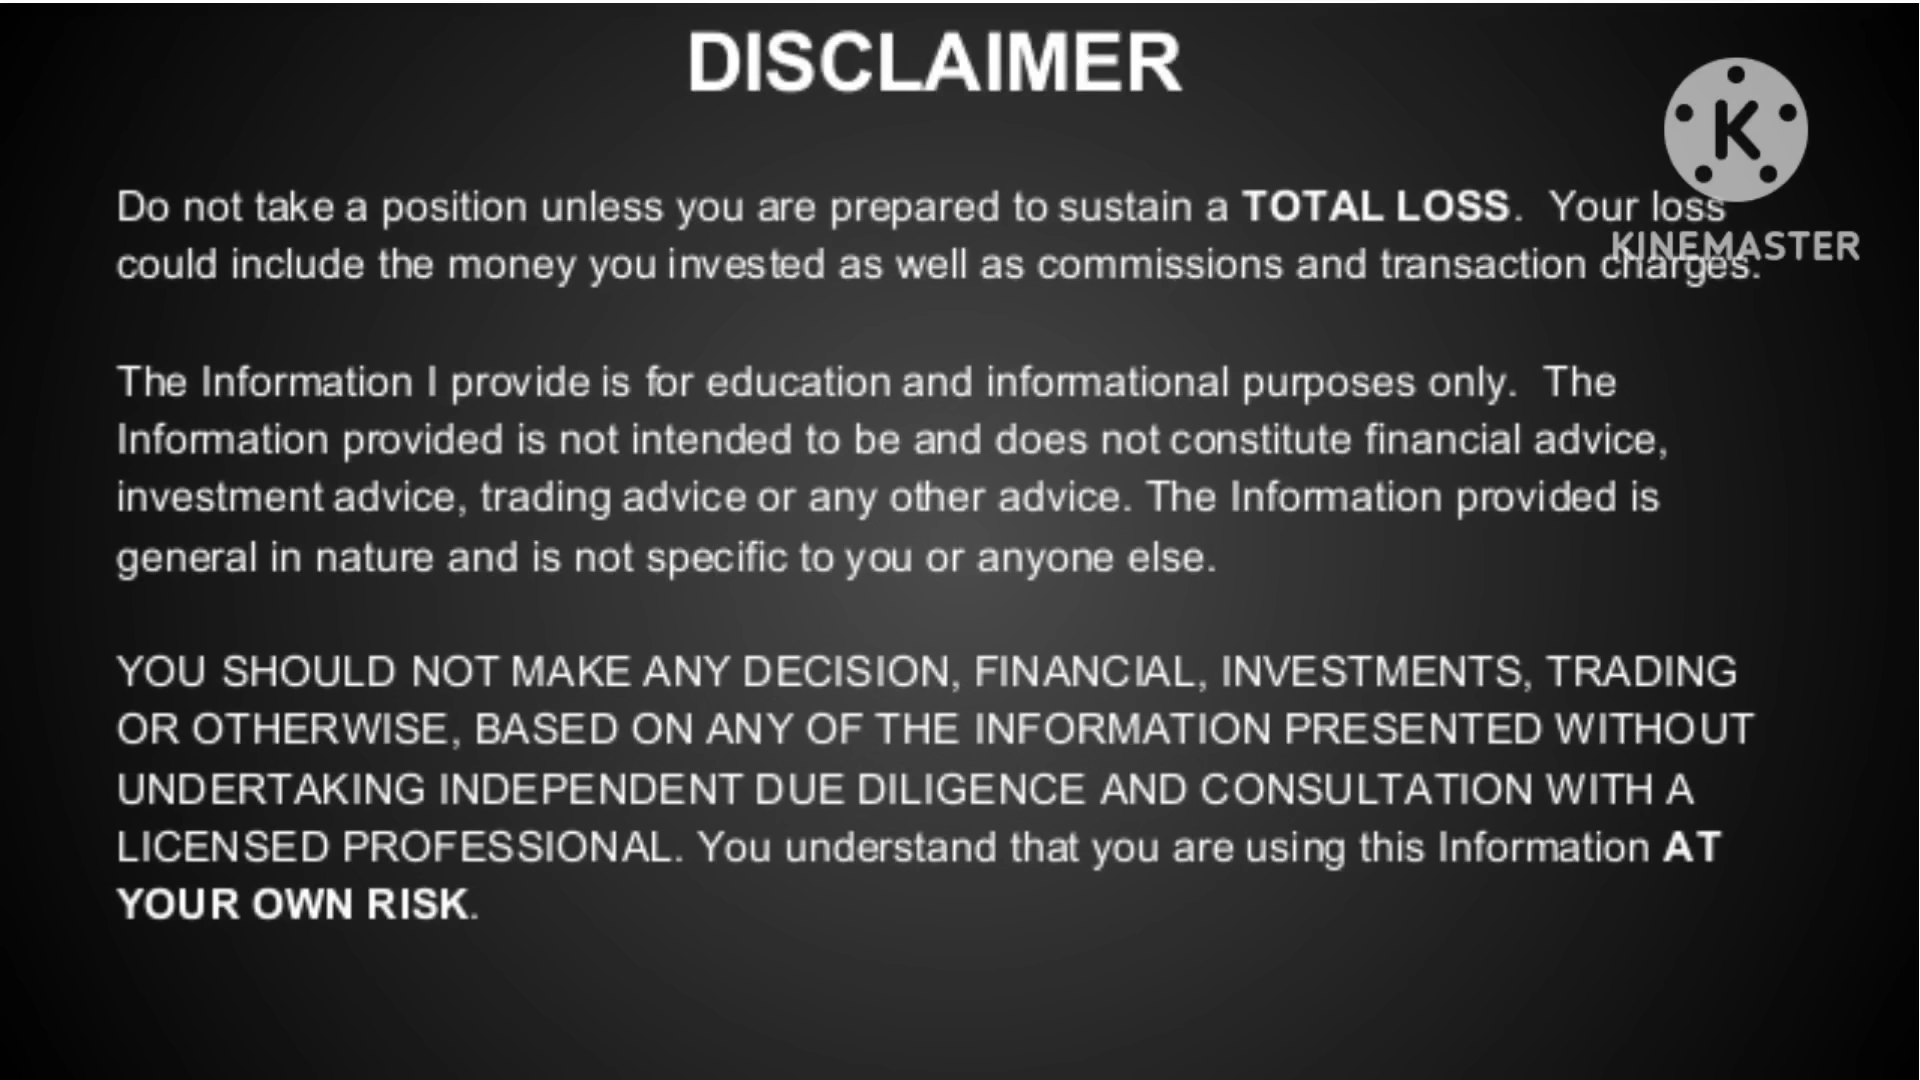 DISCLAIMER
Do not take a position unless you are prepared to sustain a TOTAL LOSS.  Your loss
could include the money you invested as well as commissions and transaction charges.
K
KINEMASTER
The Information I provide is for education and informational purposes only.  The
Information provided is not intended to be and does not constitute financial advice,
investment advice, trading advice or any other advice. The Information provided is
general in nature and is not specific to you or anyone else.
YOU SHOULD NOT MAKE ANY DECISION, FINANCIAL, INVESTMENTS, TRADING
OR OTHERWISE, BASED ON ANY OF THE INFORMATION PRESENTED WITHOUT
UNDERTAKING INDEPENDENT DUE DILIGENCE AND CONSULTATION WITH A
LICENSED PROFESSIONAL. You understand that you are using this Information AT
YOUR OWN RISK.